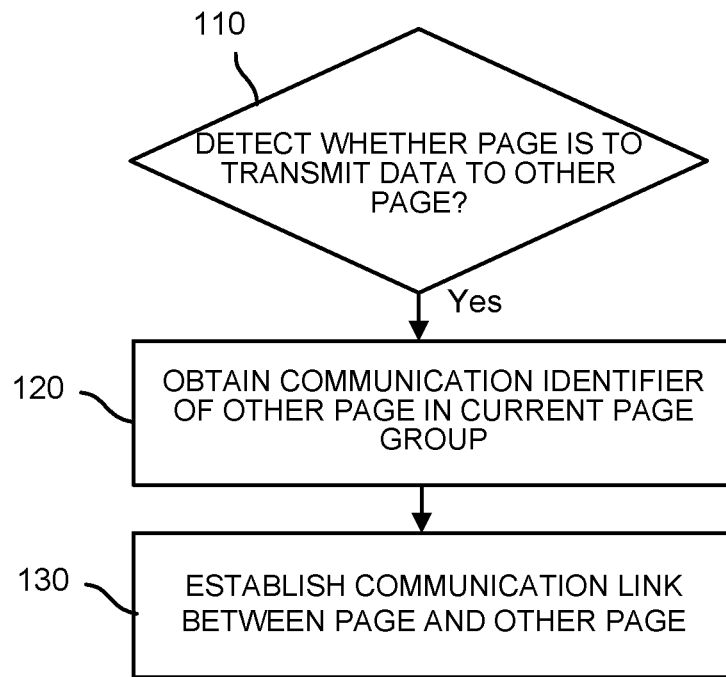 110
DETECT WHETHER PAGE IS TO
TRANSMIT DATA TO OTHER
PAGE?
Yes
120
OBTAIN COMMUNICATION IDENTIFIER
OF OTHER PAGE IN CURRENT PAGE
GROUP
130
ESTABLISH COMMUNICATION LINK
BETWEEN PAGE AND OTHER PAGE